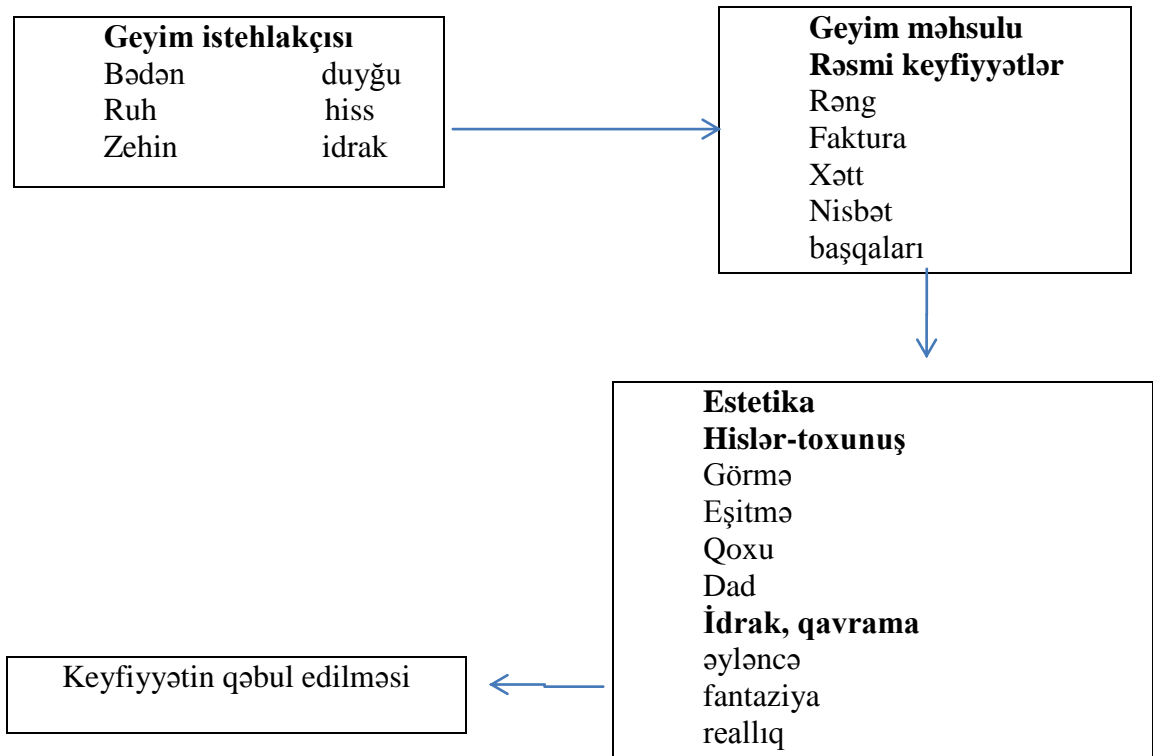 Geyim istehlakçısı
Bədən duyğu
Ruh hiss
Zehin idrak
Geyim məhsulu
Rəsmi keyfiyyətlər
Rəng
Faktura
Xətt
Nisbət
başqaları
Estetika
Hislər-toxunuş
Görmə
Eşitmə
Qoxu
Dad
İdrak, qavrama
əyləncə
fantaziya
reallıq
Keyfiyyətin qəbul edilməsi